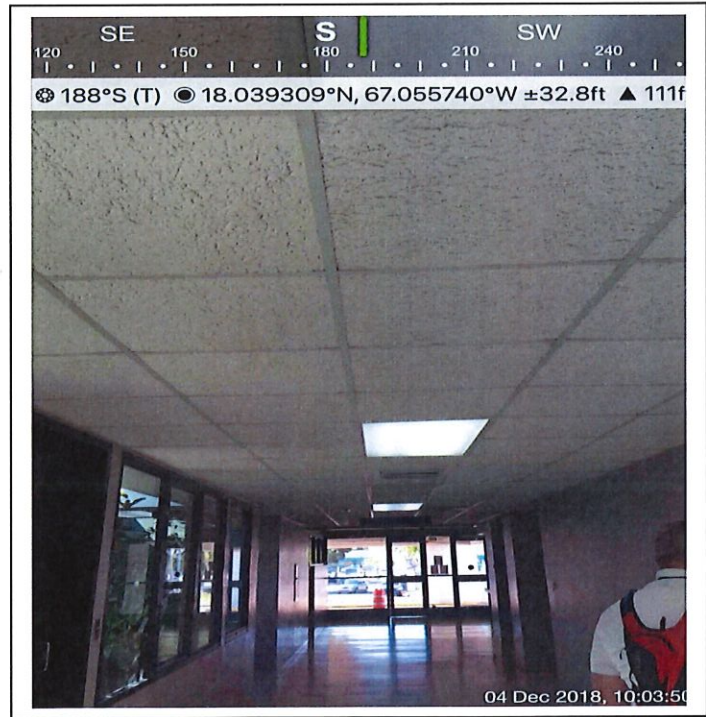 SE S SW
120 150 180 210 240
188°S (T) 18.039309°N, 67.055740°W ±32.8ft ▲ 111f
04 Dec 2018, 10:03:50